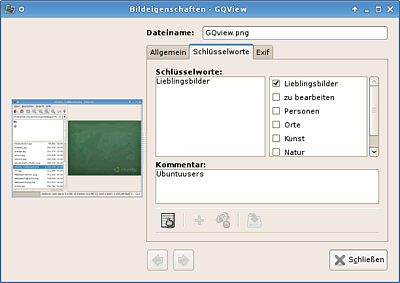 Bildeigenschaften - GQView
Dateiname: GQview.png
Allgemein Schlüsselworte Exif
Schlüsselworte:
Lieblingsbilder
Lieblingsbilder
zu bearbeiten
Personen
Orte
Kunst
Natur
Kommentar:
Ubuntuusers
Schließen